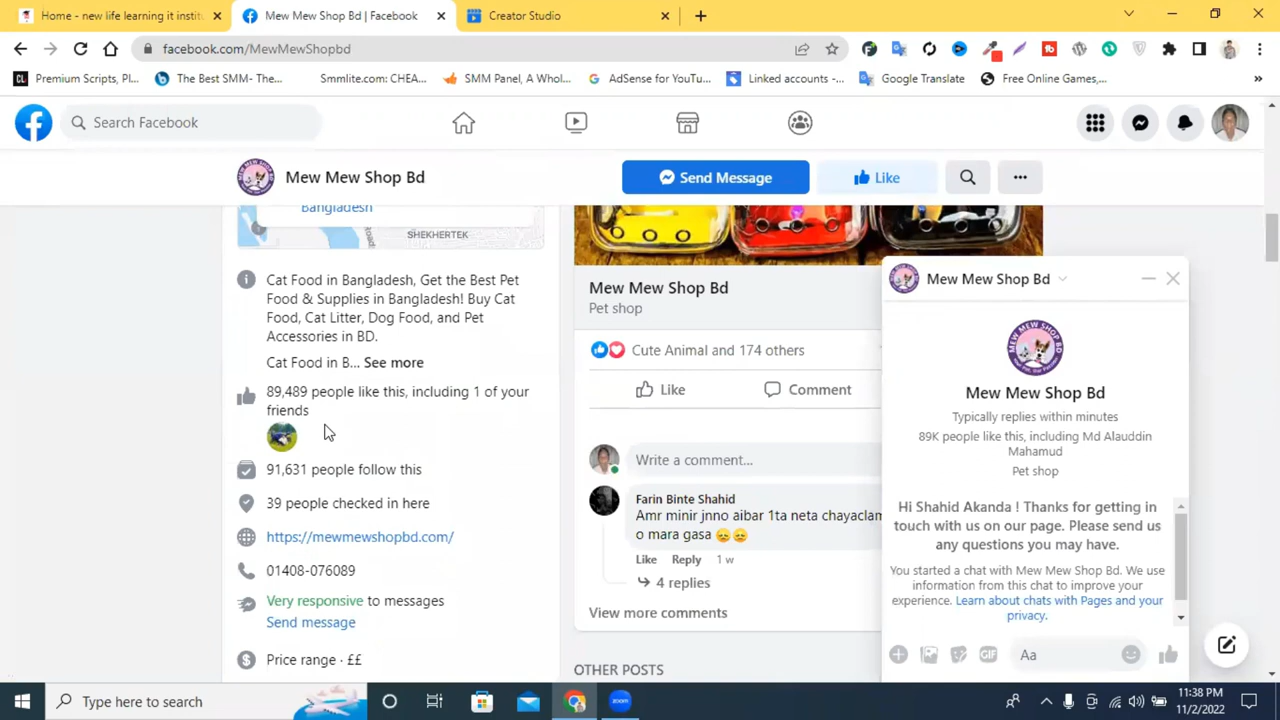 Home - new life learning it instit
Mew Mew Shop Bd | Facebook
Creator Studio
facebook.com/MewMewShopbd
Premium Scripts, Pl...
The Best SMM- The...
Smmlite.com: CHEA...
SMM Panel, A Whol...
AdSense for YouTu...
Linked accounts -...
Google Translate
Free Online Games,...
Search Facebook
Mew Mew Shop Bd
Send Message
Like
Bangladesh
SHEKHERTEK
Cat Food in Bangladesh, Get the Best Pet
Food & Supplies in Bangladesh! Buy Cat
Food, Cat Litter, Dog Food, and Pet
Accessories in BD.
Cat Food in B... See more
89,489 people like this, including 1 of your
friends
91,631 people follow this
39 people checked in here
https://mewmewshopbd.com/
01408-076089
Very responsive to messages
Send message
Price range · ££
Mew Mew Shop Bd
Pet shop
Cute Animal and 174 others
Like
Comment
Write a comment...
Farin Binte Shahid
Amr minir jnno aibar 1ta neta chayaclam
o mara gasa
Like Reply 1 w
4 replies
View more comments
OTHER POSTS
Mew Mew Shop Bd
Mew Mew Shop Bd
Typically replies within minutes
89K people like this, including Md Alauddin
Mahamud
Pet shop
Hi Shahid Akanda ! Thanks for getting in
touch with us on our page. Please send us
any questions you may have.
You started a chat with Mew Mew Shop Bd. We use
information from this chat to improve your
experience. Learn about chats with Pages and your
privacy.
GIF
Aa
Type here to search
zoom
11:38 PM
11/2/2022